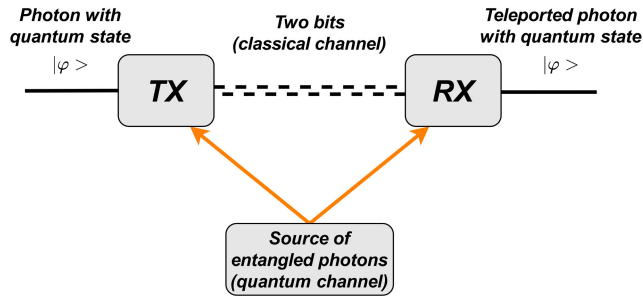 Photon with
quantum state
|φ >
TX
Two bits
(classical channel)
RX
Teleported photon
with quantum state
|φ >
Source of
entangled photons
(quantum channel)